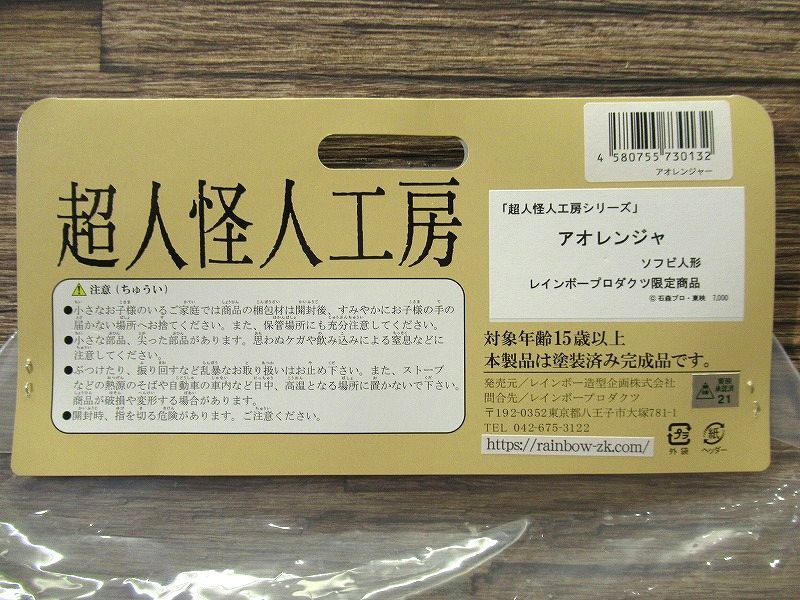 超人怪人工房
4 580755 730132
アオレンジャー
「超人怪人工房シリーズ」
アオレンジャ
ソフビ人形
レインボープロダクツ限定商品
© 石森プロ・東映 7,000
注意(ちゅうい)
●小さなお子様のいるご家庭では商品の梱包材は開封後、すみやかにお子様の手の
届かない場所へお捨てください。また、保管場所にも充分注意してください。
●小さな部品、尖った部品があります。思わぬケガや飲み込みによる窒息などに
注意してください。
●ぶつけたり、振り回すなど乱暴なお取り扱いはお止め下さい。また、ストーブ
などの熱源のそばや自動車の車内など日中、高温となる場所に置かないで下さい。
商品が破損や変形する場合があります。
●開封時、指を切る危険があります。ご注意ください。
対象年齢15歳以上
本製品は塗装済み完成品です。
発売元/レインボー造型企画株式会社
問合先/レインボープロダクツ
〒192-0352東京都八王子市大塚781-1
TEL 042-675-3122
https://rainbow-zk.com/
東映
承認済
21
プラ
外袋
紙
ヘッダー